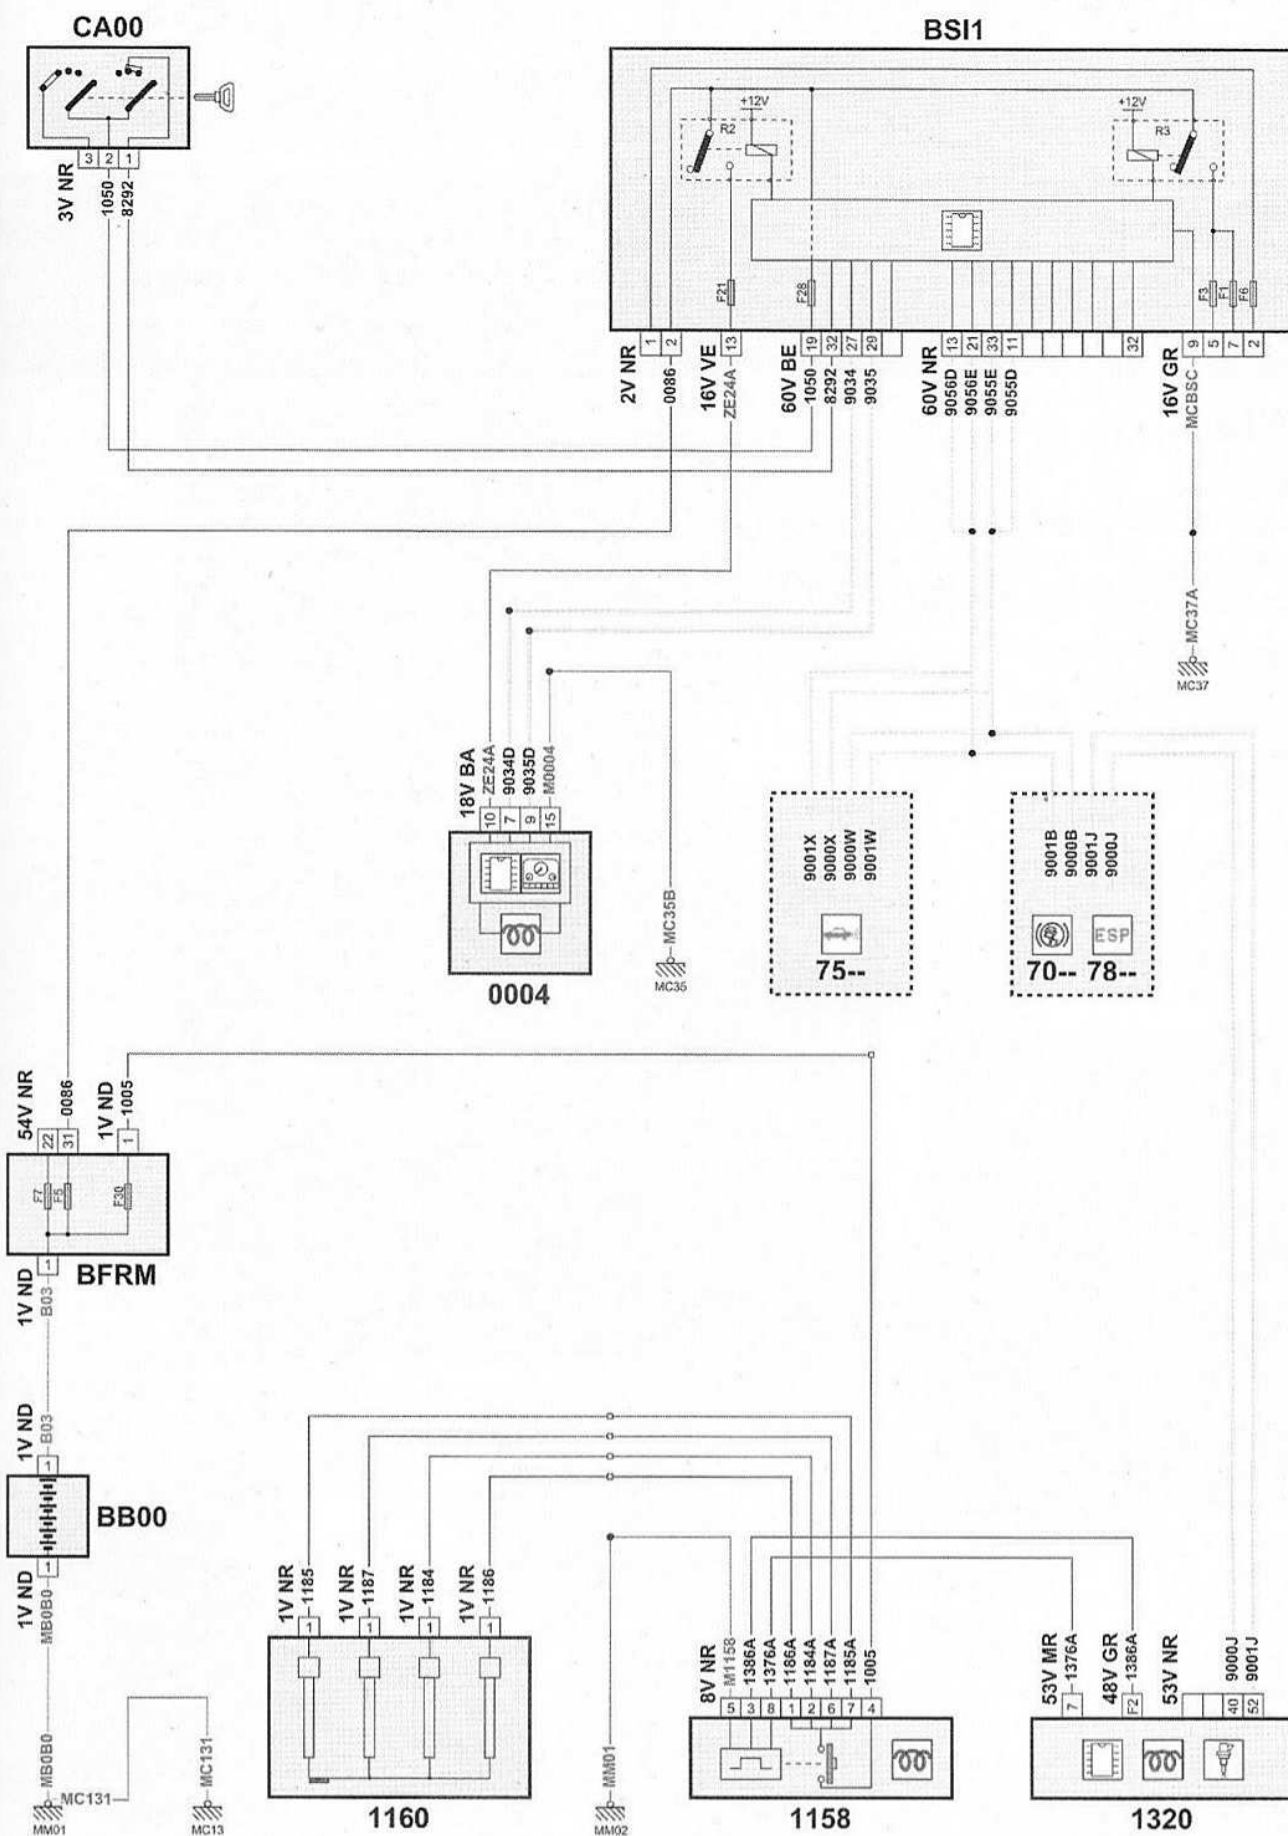 CA00
BSI1
+12V
R2
+12V
R3
3 2 1
3V NR
1050
8292
F21
F28
F3
F1
F6
1 2 13 19 32 27 29 13 21 33 11 32 9 5 7 2
2V NR
0086
16V VE
ZE24A
60V BE
1050
8292
9034
9035
60V NR
9056D
9056E
9055E
9055D
16V GR
MCBSC
MC37A
MC37
18V BA
ZE24A
9034D
9035D
M0004
10 7 9 15
0004
MC35B
MC35
9001X
9000X
9000W
9001W
75--
9001B
9000B
9001J
9000J
ESP
70-- 78--
54V NR
0086
1V ND
1005
22 31 1
F7
F5
F30
1
BFRM
1V ND
B03
1V ND
B03
1
BB00
1
1V ND
MB0B0
MB0B0
MC131
MC131
MM01
MC13
1V NR
1185
1V NR
1187
1V NR
1184
1V NR
1186
1 1 1 1
1160
MM01
MM02
8V NR
M1158
1386A
1376A
1186A
1184A
1187A
1185A
1005
5 3 8 1 2 6 7 4
1158
53V MR
1376A
48V GR
1386A
53V NR
9000J
9001J
7 F2 40 52
1320